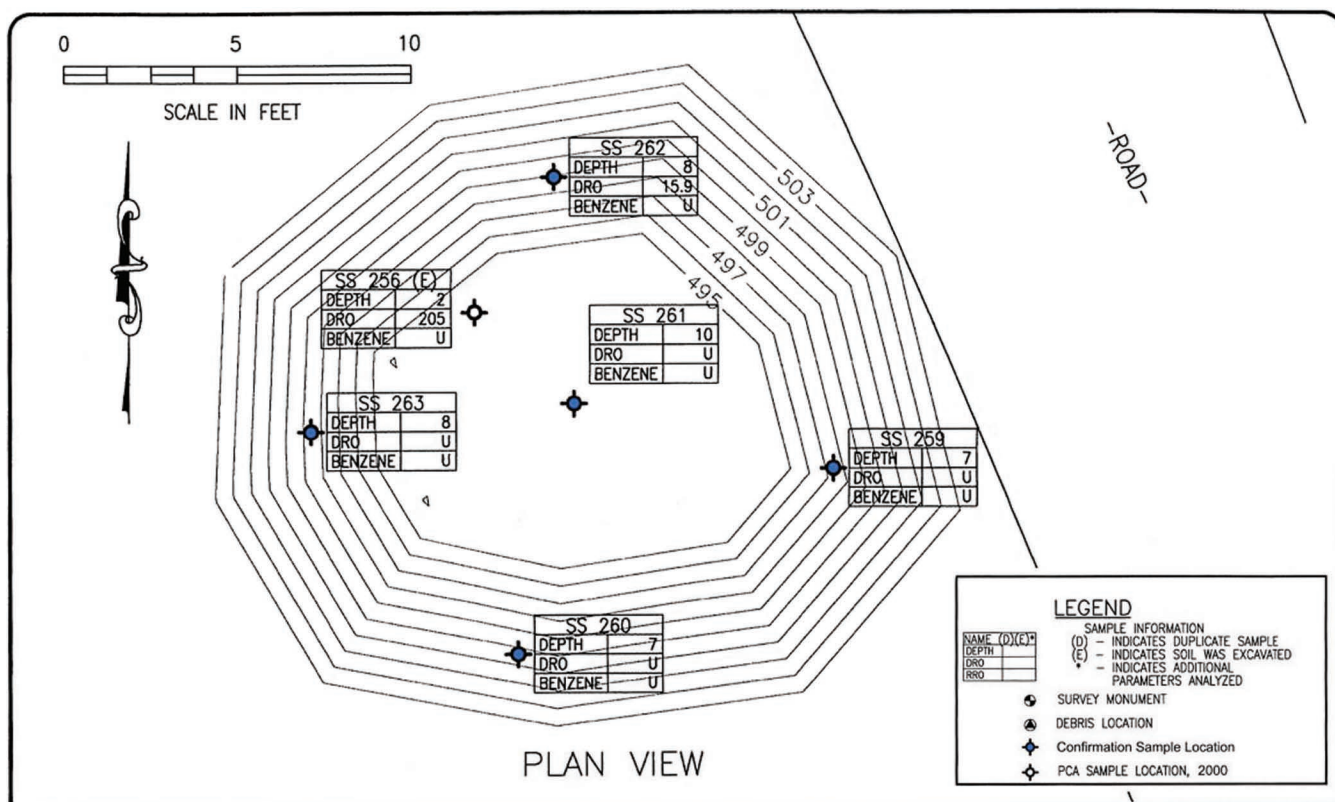 0 5 10
SCALE IN FEET
-ROAD-
503
501
499
497
495
SS 262
DEPTH 8
DRO 15.9
BENZENE U
SS 256 (E)
DEPTH 2
DRO 205
BENZENE U
SS 261
DEPTH 10
DRO U
BENZENE U
SS 263
DEPTH 8
DRO U
BENZENE U
SS 259
DEPTH 7
DRO U
BENZENE U
SS 260
DEPTH 7
DRO U
BENZENE U
PLAN VIEW
LEGEND
SAMPLE INFORMATION
NAME (D)(E)*
DEPTH
DRO
RRO
(D) - INDICATES DUPLICATE SAMPLE
(E) - INDICATES SOIL WAS EXCAVATED
* - INDICATES ADDITIONAL
PARAMETERS ANALYZED
SURVEY MONUMENT
DEBRIS LOCATION
Confirmation Sample Location
PCA SAMPLE LOCATION, 2000